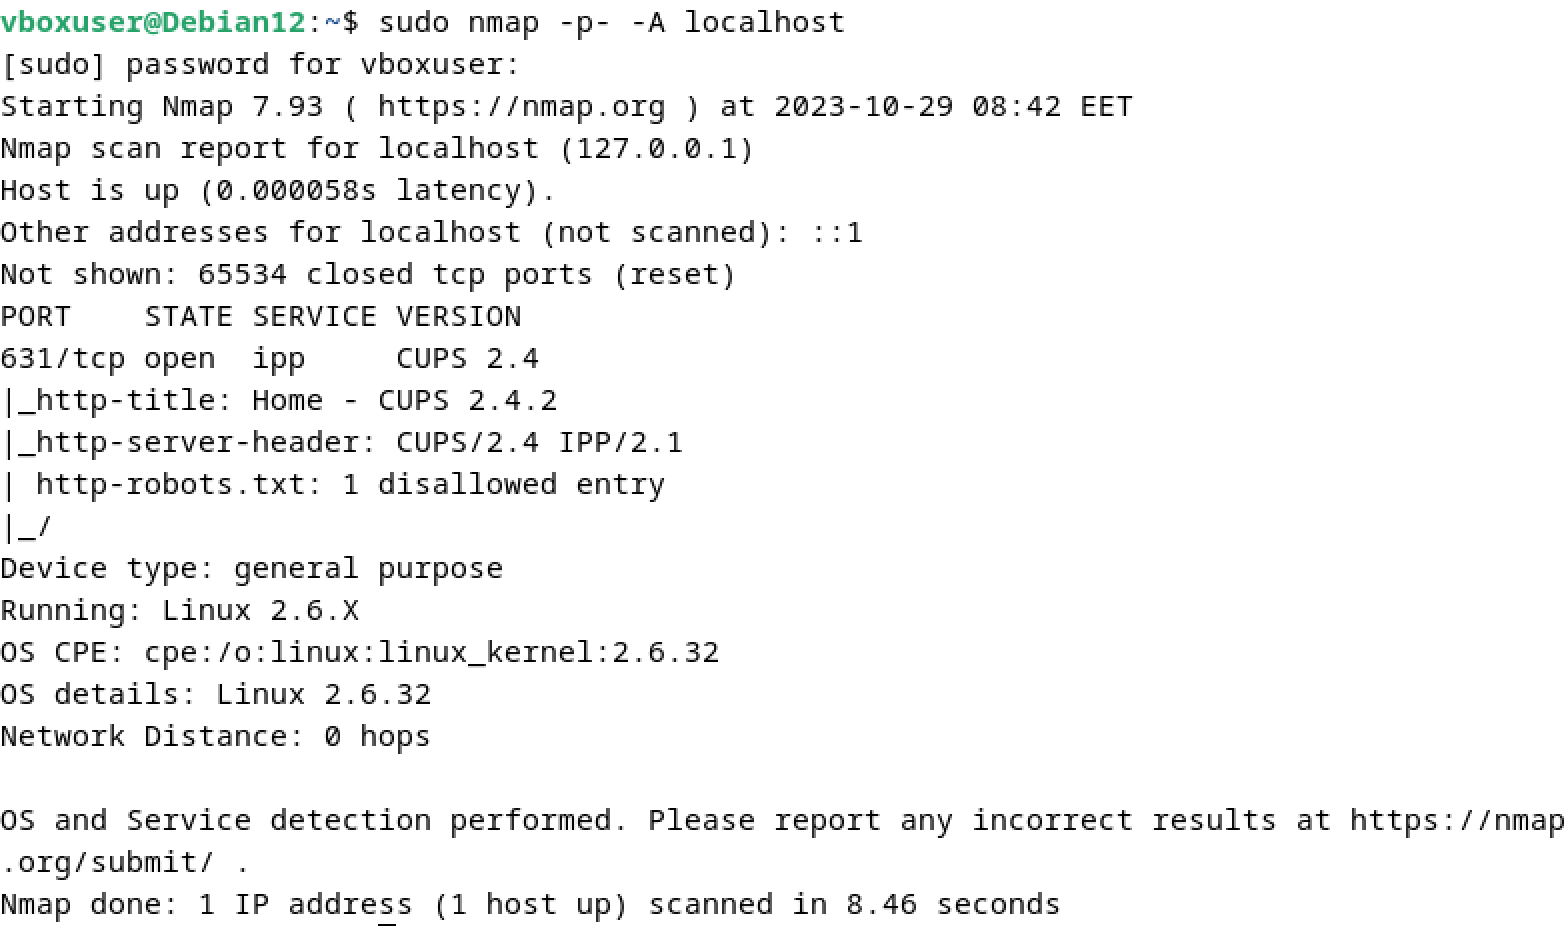 vboxuser@Debian12:~$ sudo nmap -p- -A localhost
[sudo] password for vboxuser:
Starting Nmap 7.93 ( https://nmap.org ) at 2023-10-29 08:42 EET
Nmap scan report for localhost (127.0.0.1)
Host is up (0.000058s latency).
Other addresses for localhost (not scanned): ::1
Not shown: 65534 closed tcp ports (reset)
PORT    STATE SERVICE VERSION
631/tcp open  ipp     CUPS 2.4
|_http-title: Home - CUPS 2.4.2
|_http-server-header: CUPS/2.4 IPP/2.1
| http-robots.txt: 1 disallowed entry
|_/
Device type: general purpose
Running: Linux 2.6.X
OS CPE: cpe:/o:linux:linux_kernel:2.6.32
OS details: Linux 2.6.32
Network Distance: 0 hops

OS and Service detection performed. Please report any incorrect results at https://nmap
.org/submit/ .
Nmap done: 1 IP address (1 host up) scanned in 8.46 seconds